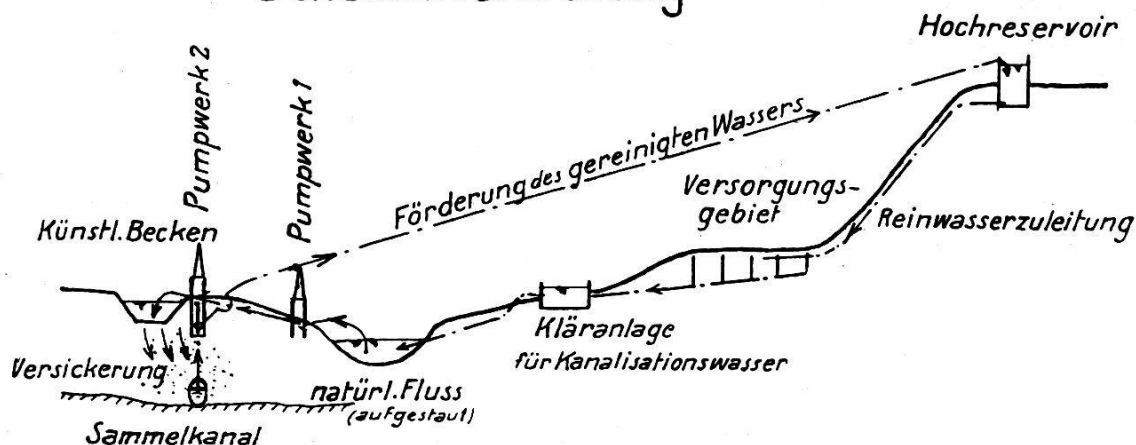 Hochreservoir
Pumpwerk 2
Pumpwerk 1
Förderung des gereinigten Wassers
Versorgungs-
gebiet
Reinwasserzuleitung
Künstl. Becken
Kläranlage
für Kanalisationswasser
Versickerung
natürl. Fluss
(aufgestaut)
Sammelkanal